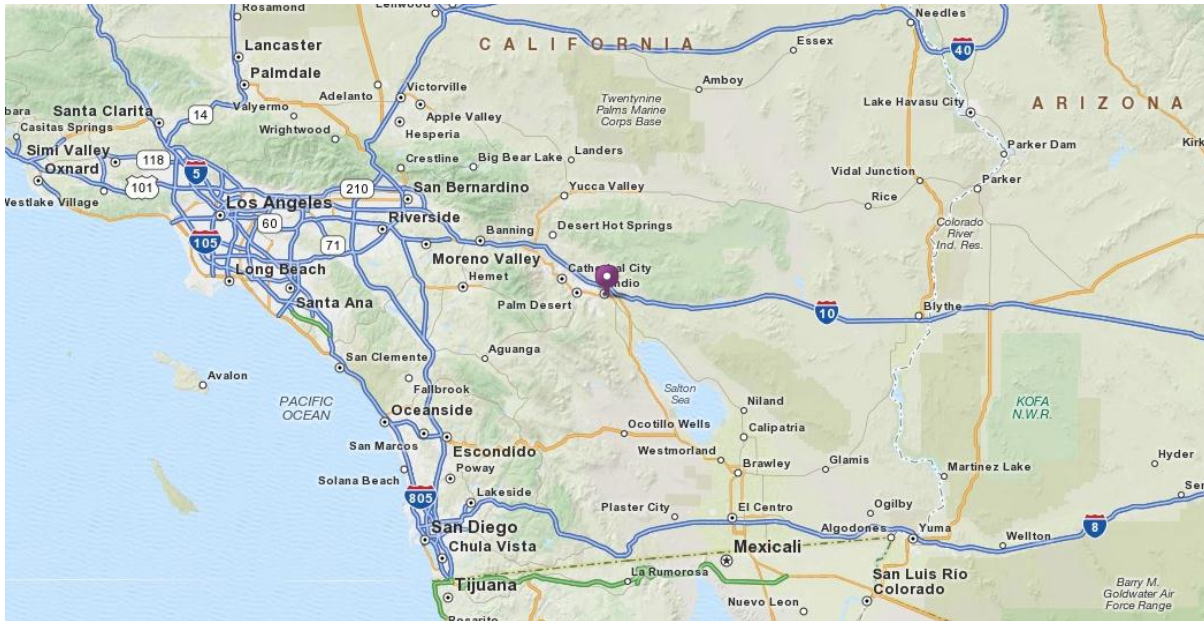 Rosamond
Lenwood
Needles
Essex
CALIFORNIA
40
Lancaster
Palmdale
Adelanto
Victorville
Amboy
Twentynine
Palms Marine
Corps Base
Lake Havasu City
ARIZONA
Santa Clarita
14
Valyermo
Apple Valley
bara
Casitas Springs
Wrightwood
Hesperia
Simi Valley
118
5
Crestline
Big Bear Lake
Landers
Parker Dam
Kirk
Oxnard
101
210
San Bernardino
Yucca Valley
Vidal Junction
Parker
Westlake Village
Los Angeles
60
Riverside
Rice
105
71
Banning
Desert Hot Springs
Colorado
River
Ind. Res.
Moreno Valley
Long Beach
Hemet
Cathedral City
ndio
Santa Ana
Palm Desert
10
Blythe
San Clemente
Aguanga
Avalon
Fallbrook
Salton
Sea
PACIFIC
OCEAN
KOFA
N.W.R.
Oceanside
Niland
San Marcos
Ocotillo Wells
Calipatria
Escondido
Westmorland
Hyder
Solana Beach
Poway
Brawley
Glamis
Martinez Lake
805
Lakeside
Sen
Plaster City
El Centro
Ogilby
San Diego
Algodones
Yuma
8
Chula Vista
Mexicali
Wellton
Tijuana
La Rumorosa
San Luis Río
Colorado
Barry M.
Goldwater Air
Force Range
Rosarito
Nuevo Leon